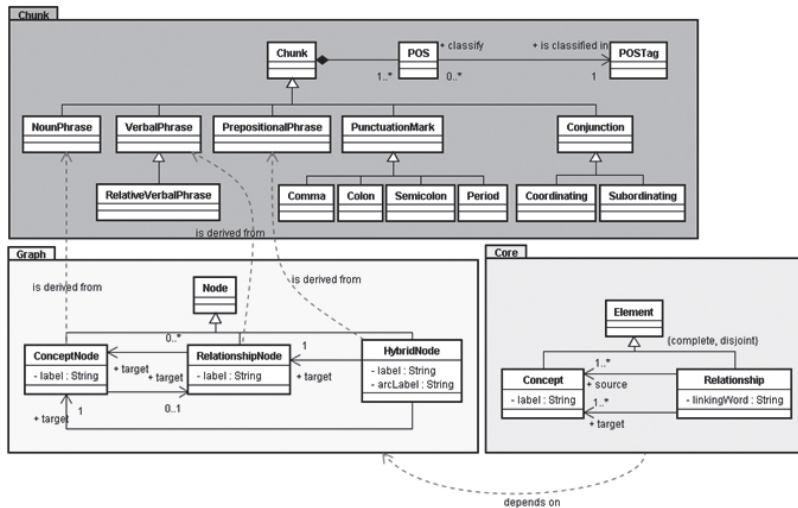 Chunk
Chunk
POS
POSTag
+ classify
+ is classified in
1..*
0..*
1
NounPhrase
VerbalPhrase
PrepositionalPhrase
PunctuationMark
Conjunction
RelativeVerbalPhrase
Comma
Colon
Semicolon
Period
Coordinating
Subordinating
is derived from
is derived from
is derived from
Graph
Node
0..*
1
ConceptNode
- label : String
RelationshipNode
- label : String
HybridNode
- label : String
- arcLabel : String
+ target
+ target
+ target
+ target
1
0..1
Core
Element
{complete, disjoint}
1..*
Concept
- label : String
Relationship
- linkingWord : String
+ source
1..*
+ target
depends on